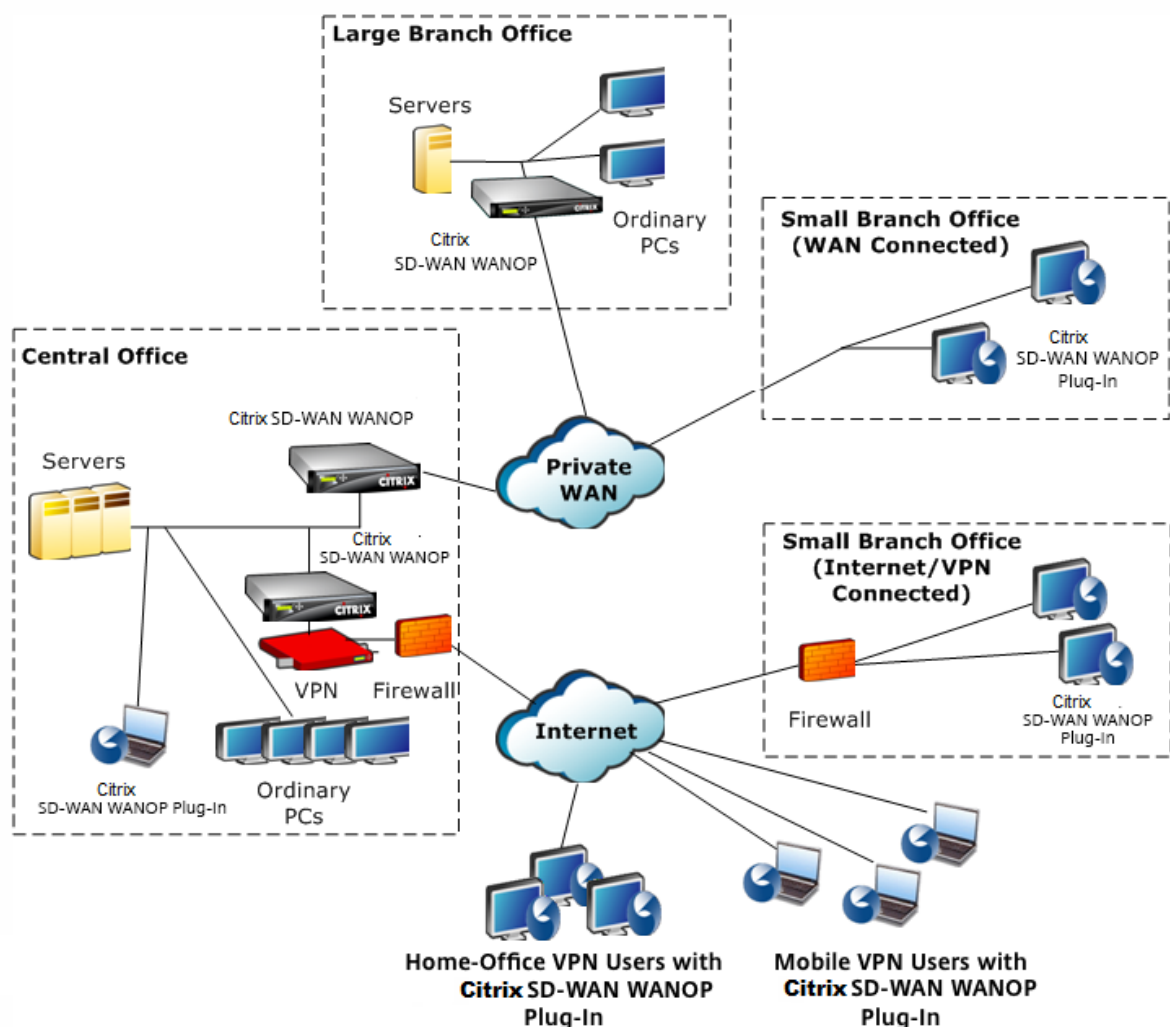 Large Branch Office
Servers
CITRIX
Ordinary
PCs
Citrix
SD-WAN WANOP
Small Branch Office
(WAN Connected)
Citrix
SD-WAN WANOP
Plug-In
Central Office
Citrix SD-WAN WANOP
Servers
CITRIX
Private
WAN
Citrix
SD-WAN WANOP
CITRIX
VPN
Firewall
Citrix
SD-WAN WANOP Plug-In
Ordinary
PCs
Small Branch Office
(Internet/VPN
Connected)
Firewall
Citrix
SD-WAN WANOP
Plug-In
Internet
Home-Office VPN Users with
Citrix SD-WAN WANOP
Plug-In
Mobile VPN Users with
Citrix SD-WAN WANOP
Plug-In